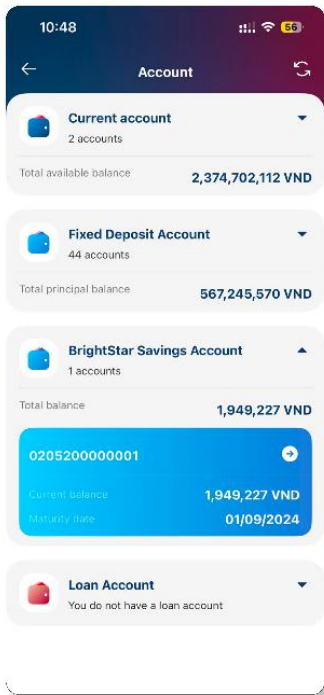 10:48
56
Account
Current account
2 accounts
Total available balance 2,374,702,112 VND
Fixed Deposit Account
44 accounts
Total principal balance 567,245,570 VND
BrightStar Savings Account
1 accounts
Total balance 1,949,227 VND
0205200000001
Current balance 1,949,227 VND
Maturity date 01/09/2024
Loan Account
You do not have a loan account